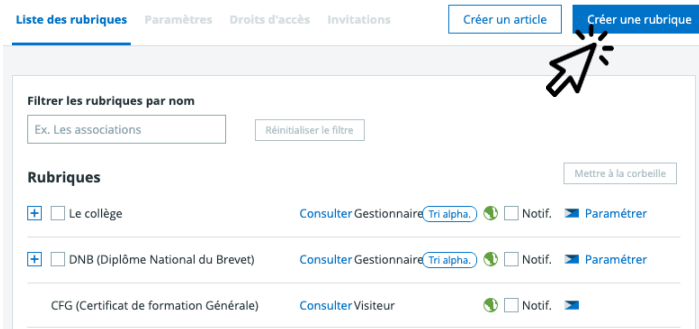 Liste des rubriques Paramètres Droits d'accès Invitations Créer un article Créer une rubrique
Filtrer les rubriques par nom
Ex. Les associations Réinitialiser le filtre
Rubriques Mettre à la corbeille
Le collège Consulter Gestionnaire Tri alpha. Notif. Paramétrer
DNB (Diplôme National du Brevet) Consulter Gestionnaire Tri alpha. Notif. Paramétrer
CFG (Certificat de formation Générale) Consulter Visiteur Notif.